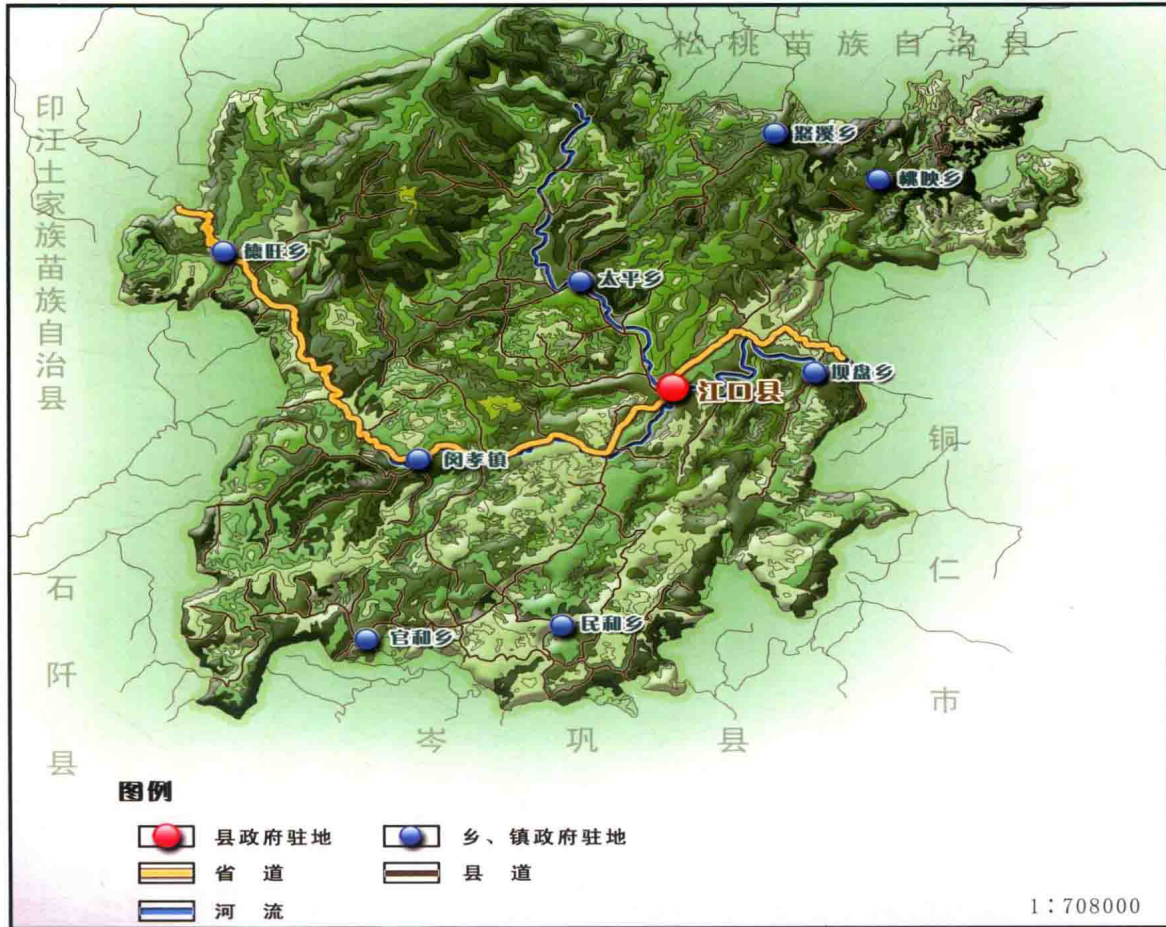 松桃苗族自治县
印江土家族苗族自治县
怒溪乡
桃映乡
德旺乡
太平乡
江口县
坝盘乡
闵孝镇
铜仁市
官和乡
民和乡
石阡县
岑巩县
图例
县政府驻地
乡、镇政府驻地
省 道
县 道
河 流
1:708000